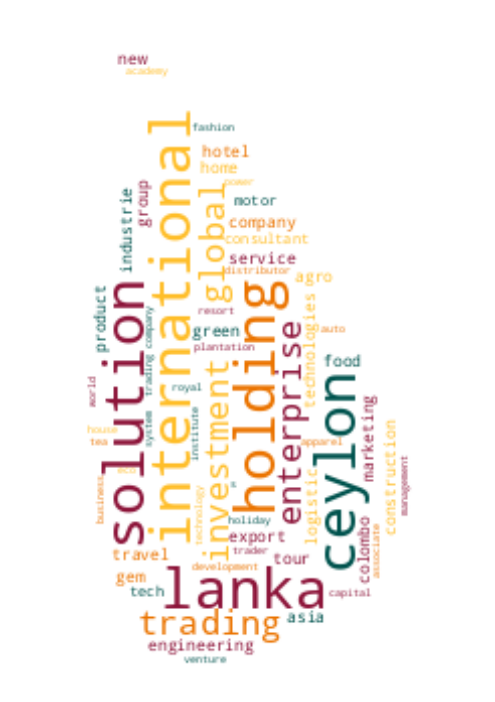 new
academy
international
fashion
hotel
home
power
industrie
group
global
motor
company
consultant
service
distributor
agro
solution
holding
product
trading company
resort
green
plantation
enterprise
technologies
auto
food
ceylon
world
royal
investment
house
tea
system
institute
apparel
marketing
construction
management
eco
business
technology
s
logistic
holiday
export
trader
colombo
associate
travel
tour
development
gem
tech
lanka
capital
trading
asia
engineering
venture